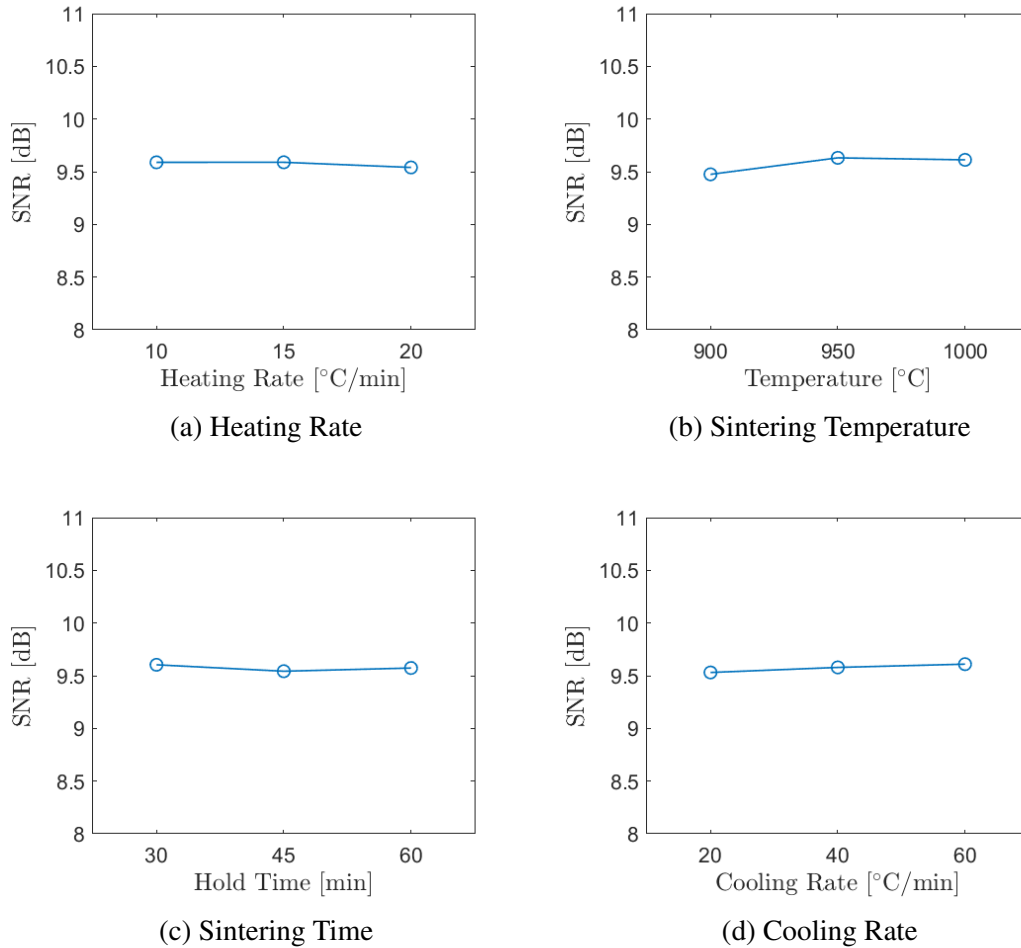 11
10.5
10
9.5
9
8.5
8
SNR [dB]
10 15 20
Heating Rate [°C/min]
(a) Heating Rate
11
10.5
10
9.5
9
8.5
8
SNR [dB]
900 950 1000
Temperature [°C]
(b) Sintering Temperature
11
10.5
10
9.5
9
8.5
8
SNR [dB]
30 45 60
Hold Time [min]
(c) Sintering Time
11
10.5
10
9.5
9
8.5
8
SNR [dB]
20 40 60
Cooling Rate [°C/min]
(d) Cooling Rate